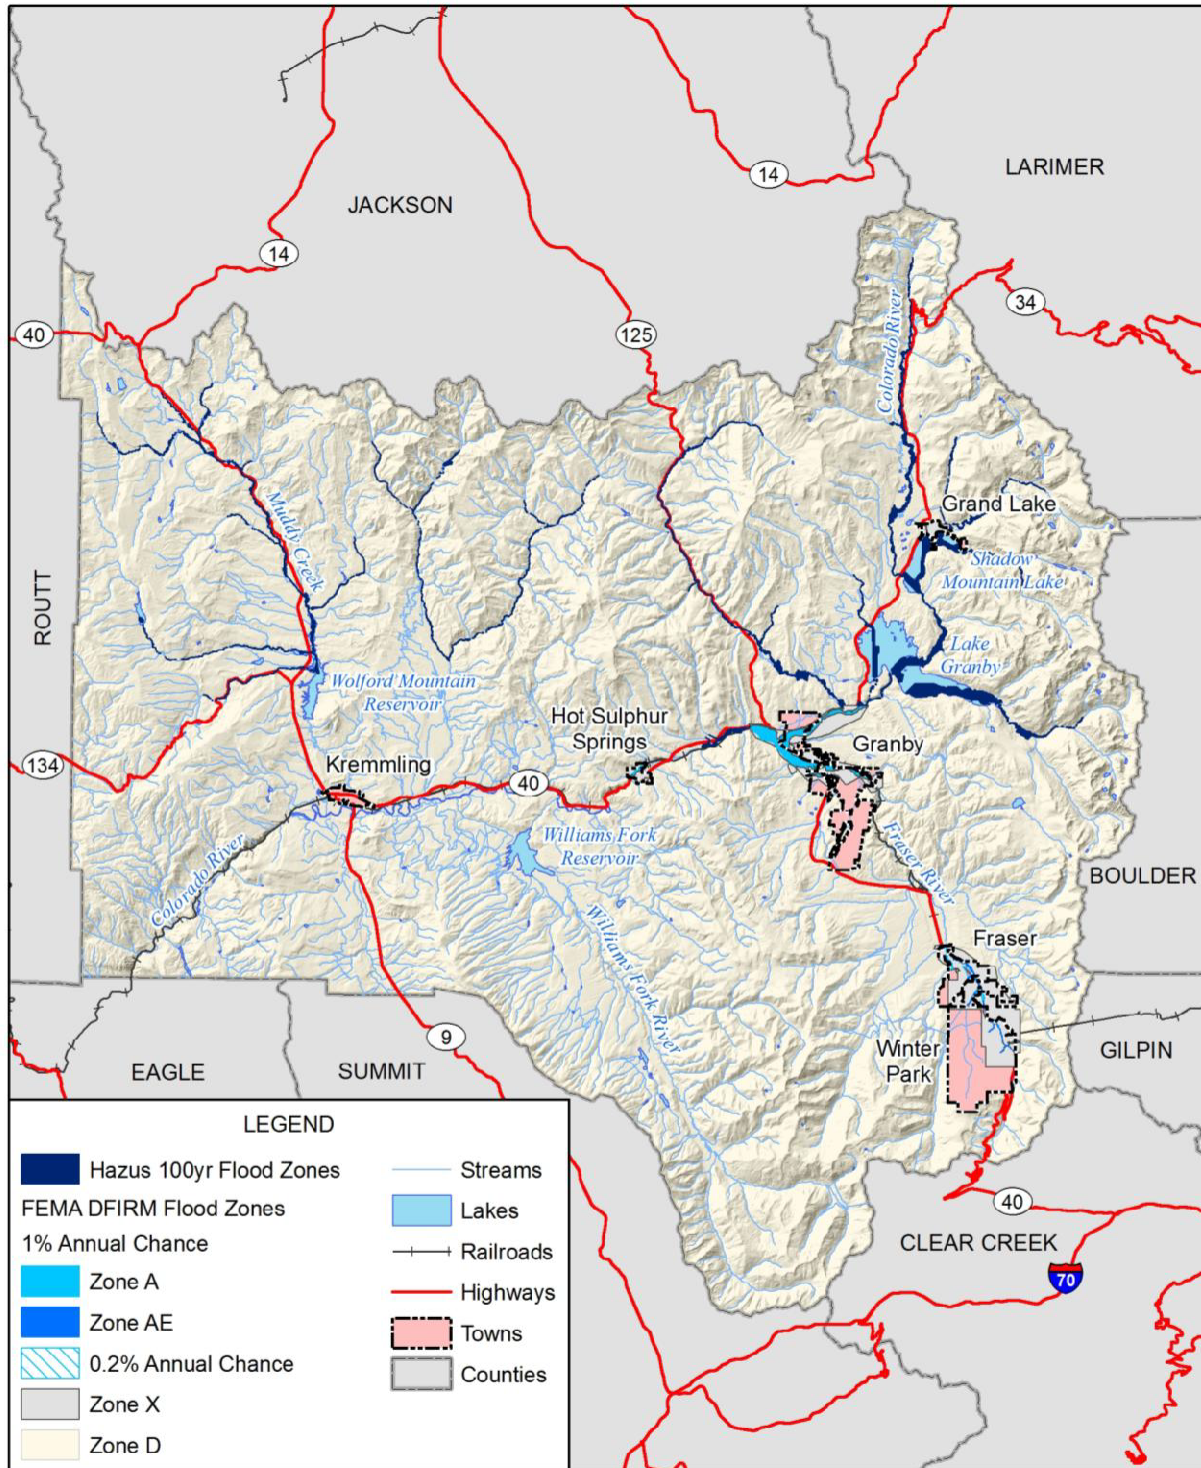 LARIMER
14
JACKSON
14
34
40
125
Colorado River
Grand Lake
Muddy Creek
Shadow
Mountain Lake
ROUTT
Lake
Granby
Wolford Mountain
Reservoir
Hot Sulphur
Springs
Granby
Kremmling
134
40
Williams Fork
Reservoir
Fraser River
BOULDER
Colorado River
Williams Fork River
Fraser
9
Winter
Park
GILPIN
EAGLE
SUMMIT
40
CLEAR CREEK
70
LEGEND
Hazus 100yr Flood Zones
FEMA DFIRM Flood Zones
1% Annual Chance
Zone A
Zone AE
0.2% Annual Chance
Zone X
Zone D
Streams
Lakes
Railroads
Highways
Towns
Counties